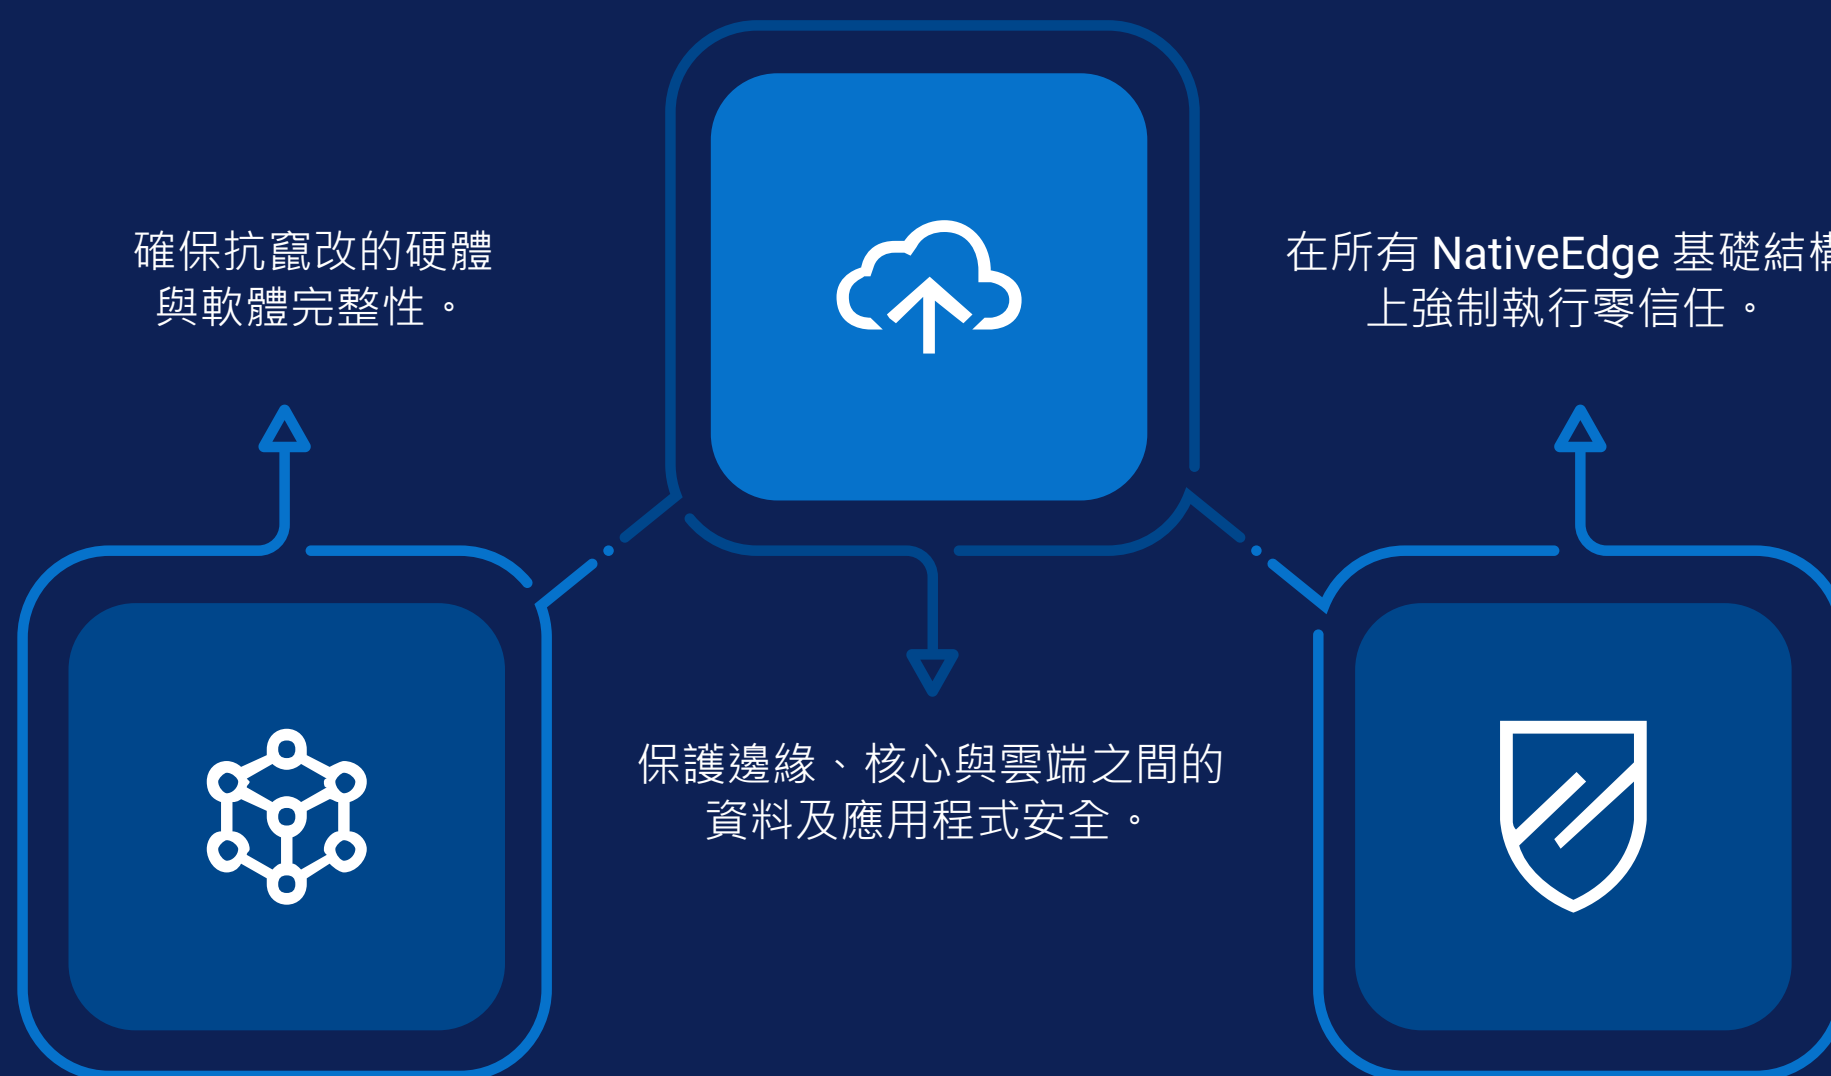 確保抗竄改的硬體
與軟體完整性。
在所有 NativeEdge 基礎結構
上強制執行零信任。
保護邊緣、核心與雲端之間的
資料及應用程式安全。